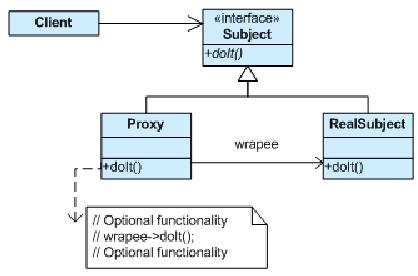 Client
«interface»
Subject
+doIt()
Proxy
RealSubject
wrapee
+doIt()
+doIt()
// Optional functionality
// wrapee->doIt();
// Optional functionality